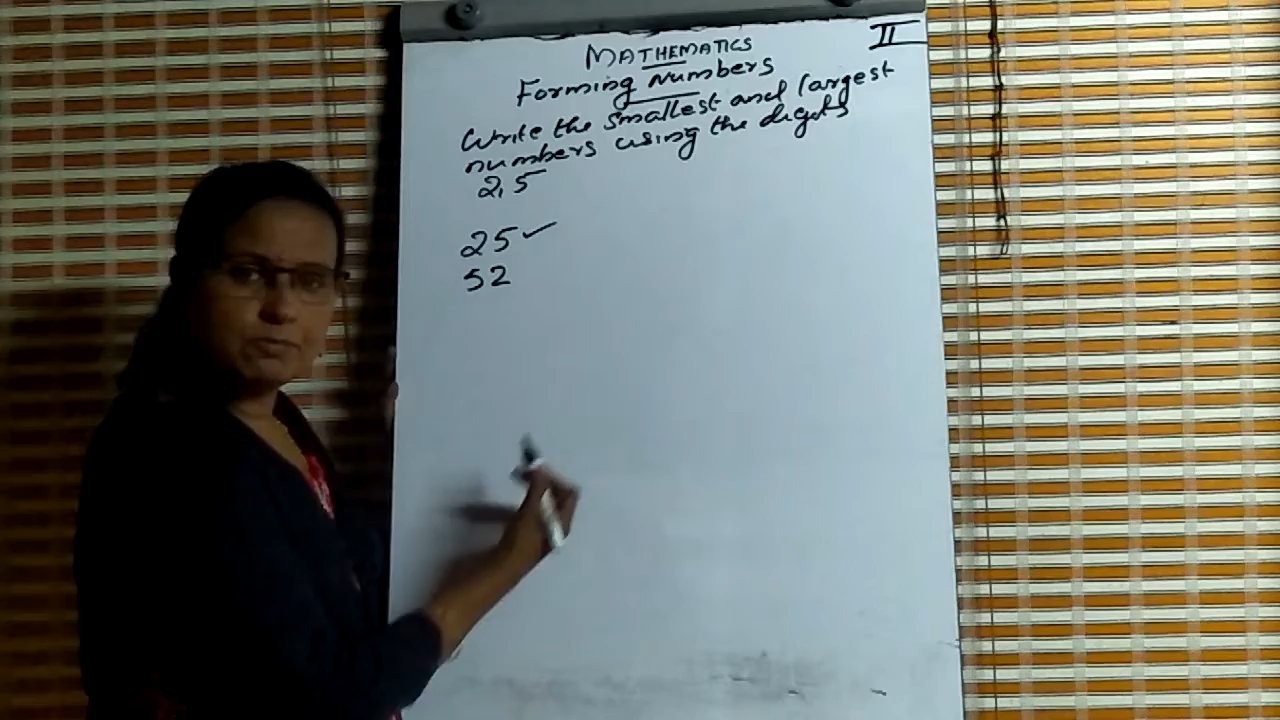 II
MATHEMATICS
Forming numbers
Write the smallest and largest
numbers using the digits
2, 5
25 ✓
52